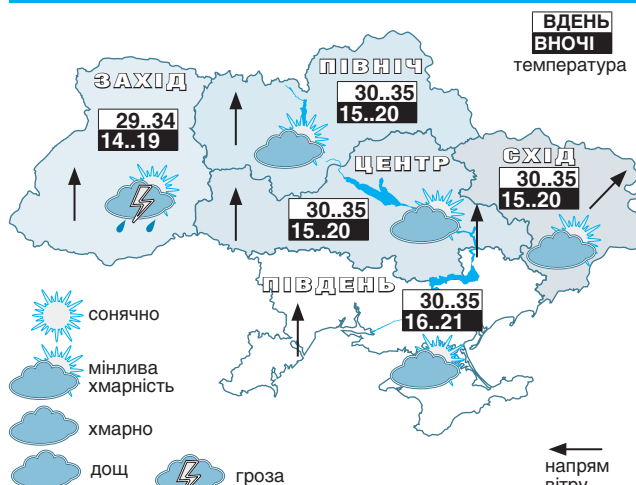 ВДЕНЬ
ВНОЧІ
температура
ПІВНІЧ
30..35
15..20
ЗАХІД
29..34
14..19
ЦЕНТР
30..35
15..20
СХІД
30..35
15..20
ПІВДЕНЬ
30..35
16..21
сонячно
мінлива
хмарність
хмарно
дощ
гроза
напрям
вітру